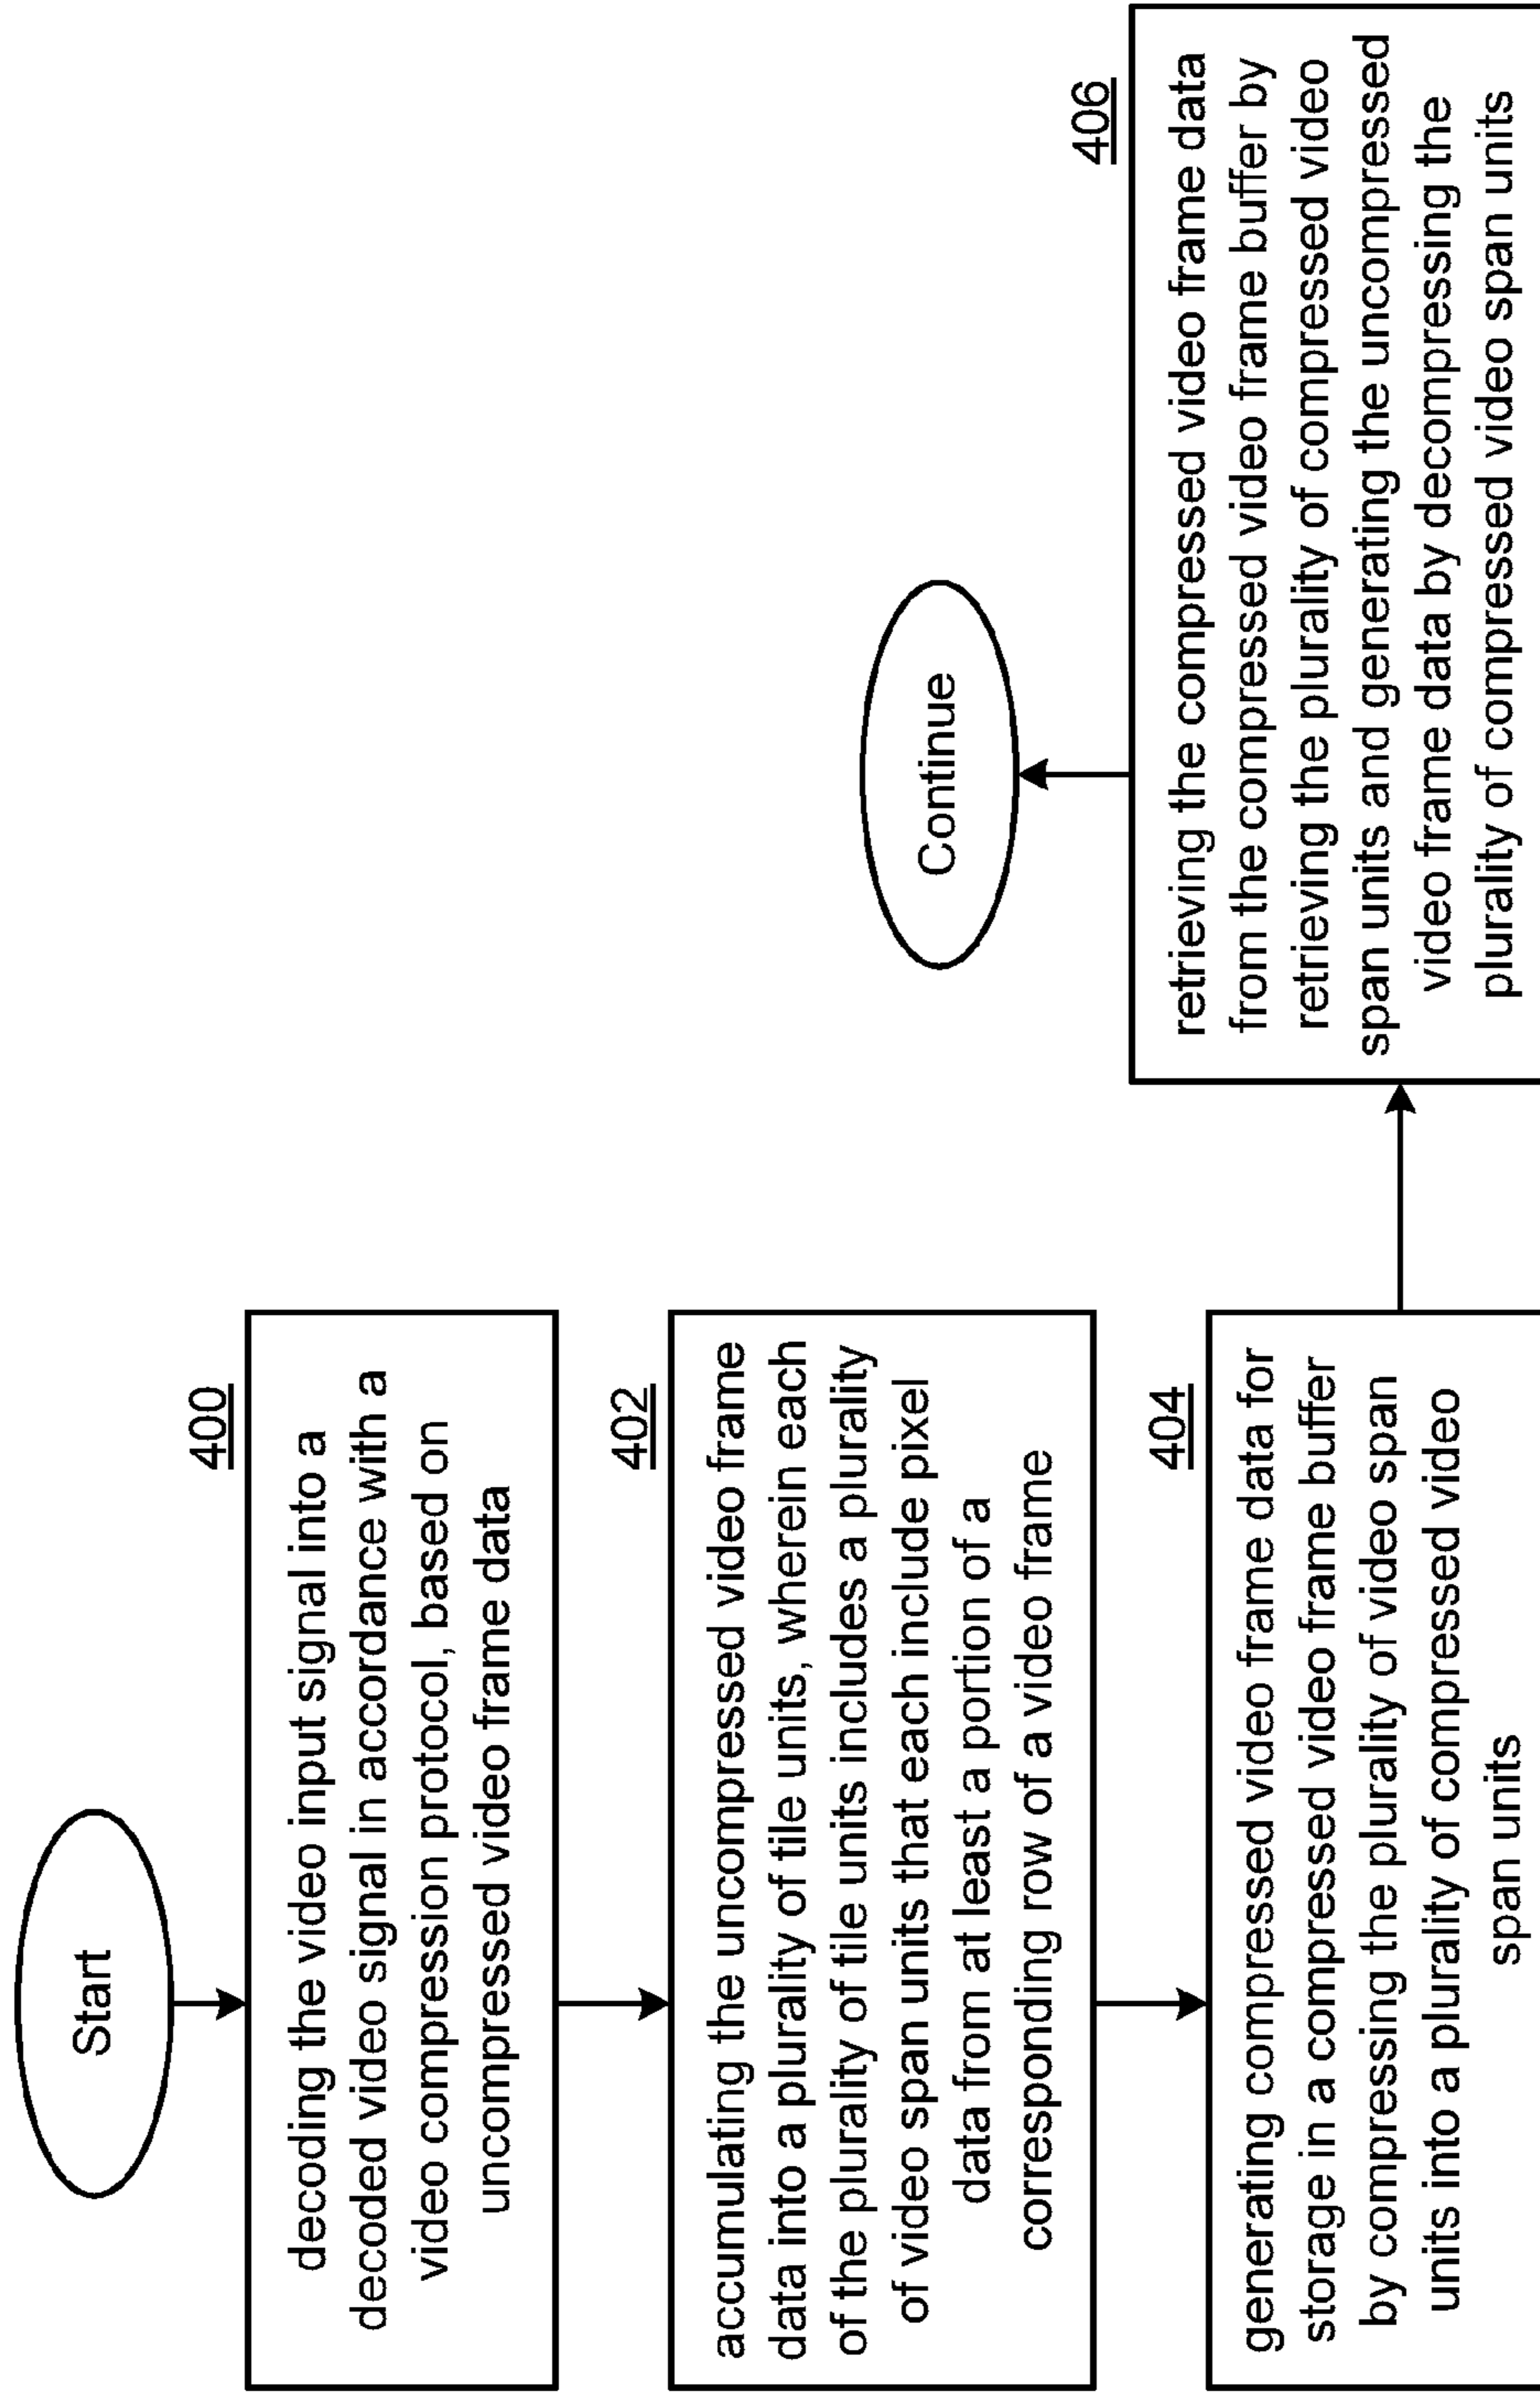 Start
400
decoding the video input signal into a
decoded video signal in accordance with a
video compression protocol, based on
uncompressed video frame data
402
accumulating the uncompressed video frame
data into a plurality of tile units, wherein each
of the plurality of tile units includes a plurality
of video span units that each include pixel
data from at least a portion of a
corresponding row of a video frame
404
generating compressed video frame data for
storage in a compressed video frame buffer
by compressing the plurality of video span
units into a plurality of compressed video
span units
406
retrieving the compressed video frame data
from the compressed video frame buffer by
retrieving the plurality of compressed video
span units and generating the uncompressed
video frame data by decompressing the
plurality of compressed video span units
Continue